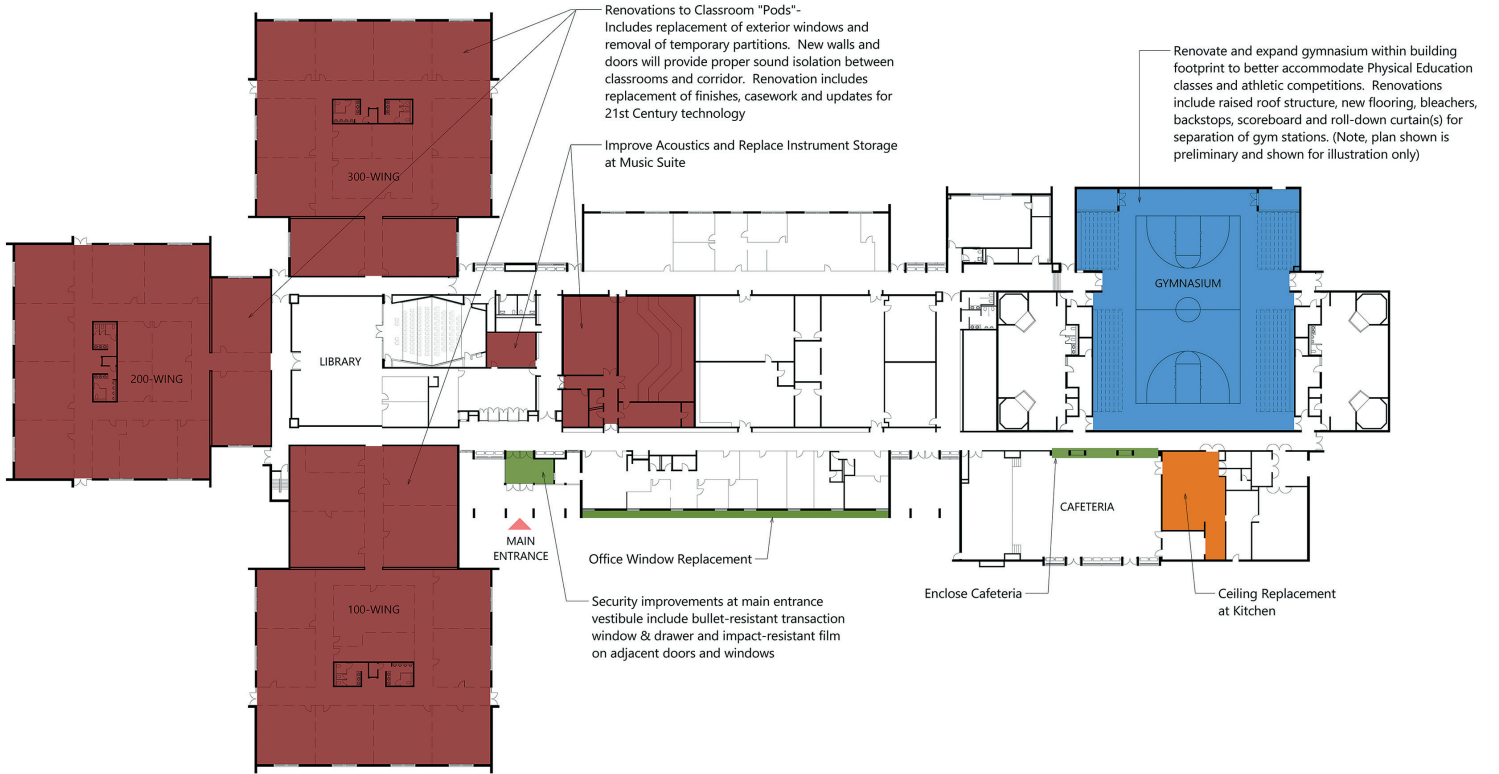 Renovations to Classroom "Pods"-
Includes replacement of exterior windows and
removal of temporary partitions.  New walls and
doors will provide proper sound isolation between
classrooms and corridor.  Renovation includes
replacement of finishes, casework and updates for
21st Century technology
Improve Acoustics and Replace Instrument Storage
at Music Suite
Renovate and expand gymnasium within building
footprint to better accommodate Physical Education
classes and athletic competitions.  Renovations
include raised roof structure, new flooring, bleachers,
backstops, scoreboard and roll-down curtain(s) for
separation of gym stations. (Note, plan shown is
preliminary and shown for illustration only)
300-WING
GYMNASIUM
LIBRARY
200-WING
CAFETERIA
MAIN
ENTRANCE
Office Window Replacement
Enclose Cafeteria
Ceiling Replacement
at Kitchen
100-WING
Security improvements at main entrance
vestibule include bullet-resistant transaction
window & drawer and impact-resistant film
on adjacent doors and windows